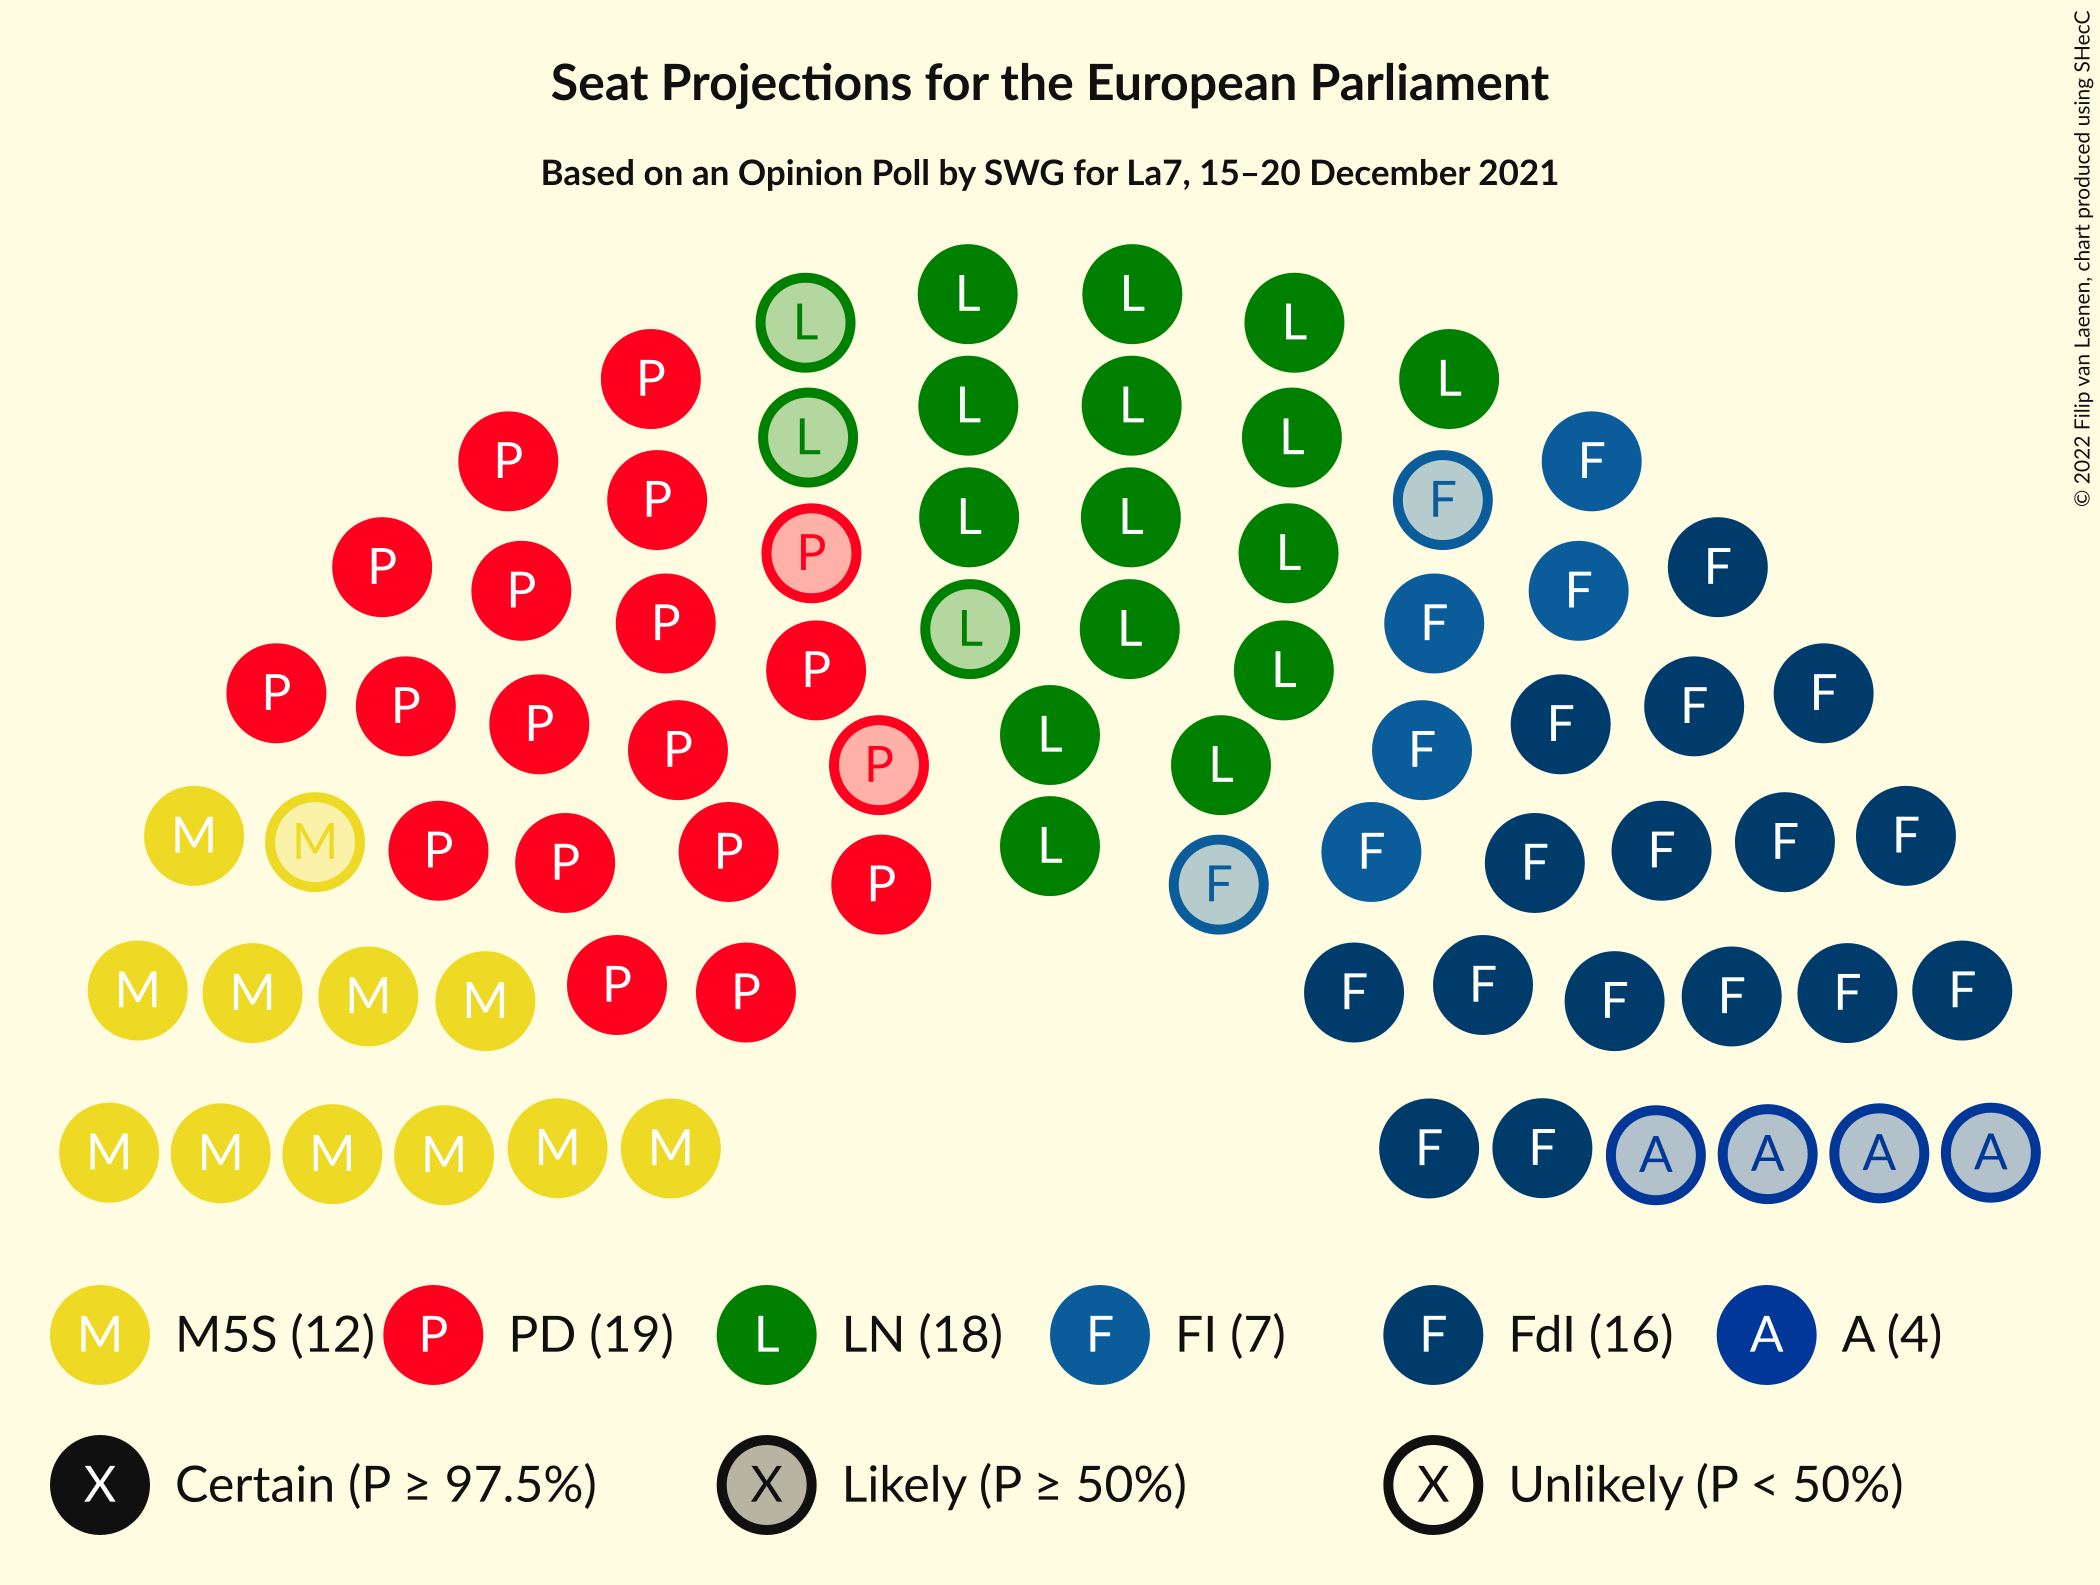 Seat Projections for the European Parliament
Based on an Opinion Poll by SWG for La7, 15–20 December 2021
© 2022 Filip van Laenen, chart produced using SHecC
L L
L L
P L
L L
L L
P F
L L
P F
L L
P L L
P F
P F
P F
L L
P L
P P F F
L
P P F F
P L
M M F F
P P F F
L
P P F F
P F
M M M M P P F F F F F F
M M M M M M F F A A A A
M M5S (12) P PD (19) L LN (18) F FI (7) F FdI (16) A A (4)
X Certain (P ≥ 97.5%) X Likely (P ≥ 50%) X Unlikely (P < 50%)